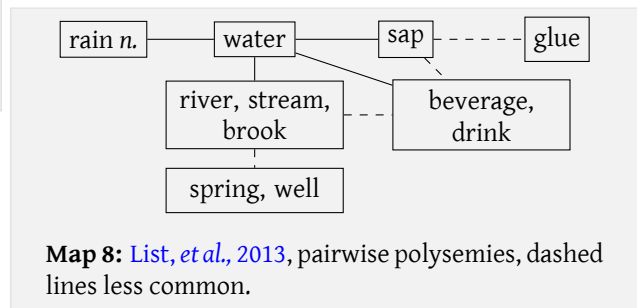 rain n.
water
sap
glue
river, stream,
brook
beverage,
drink
spring, well
Map 8: List, et al., 2013, pairwise polysemies, dashed
lines less common.